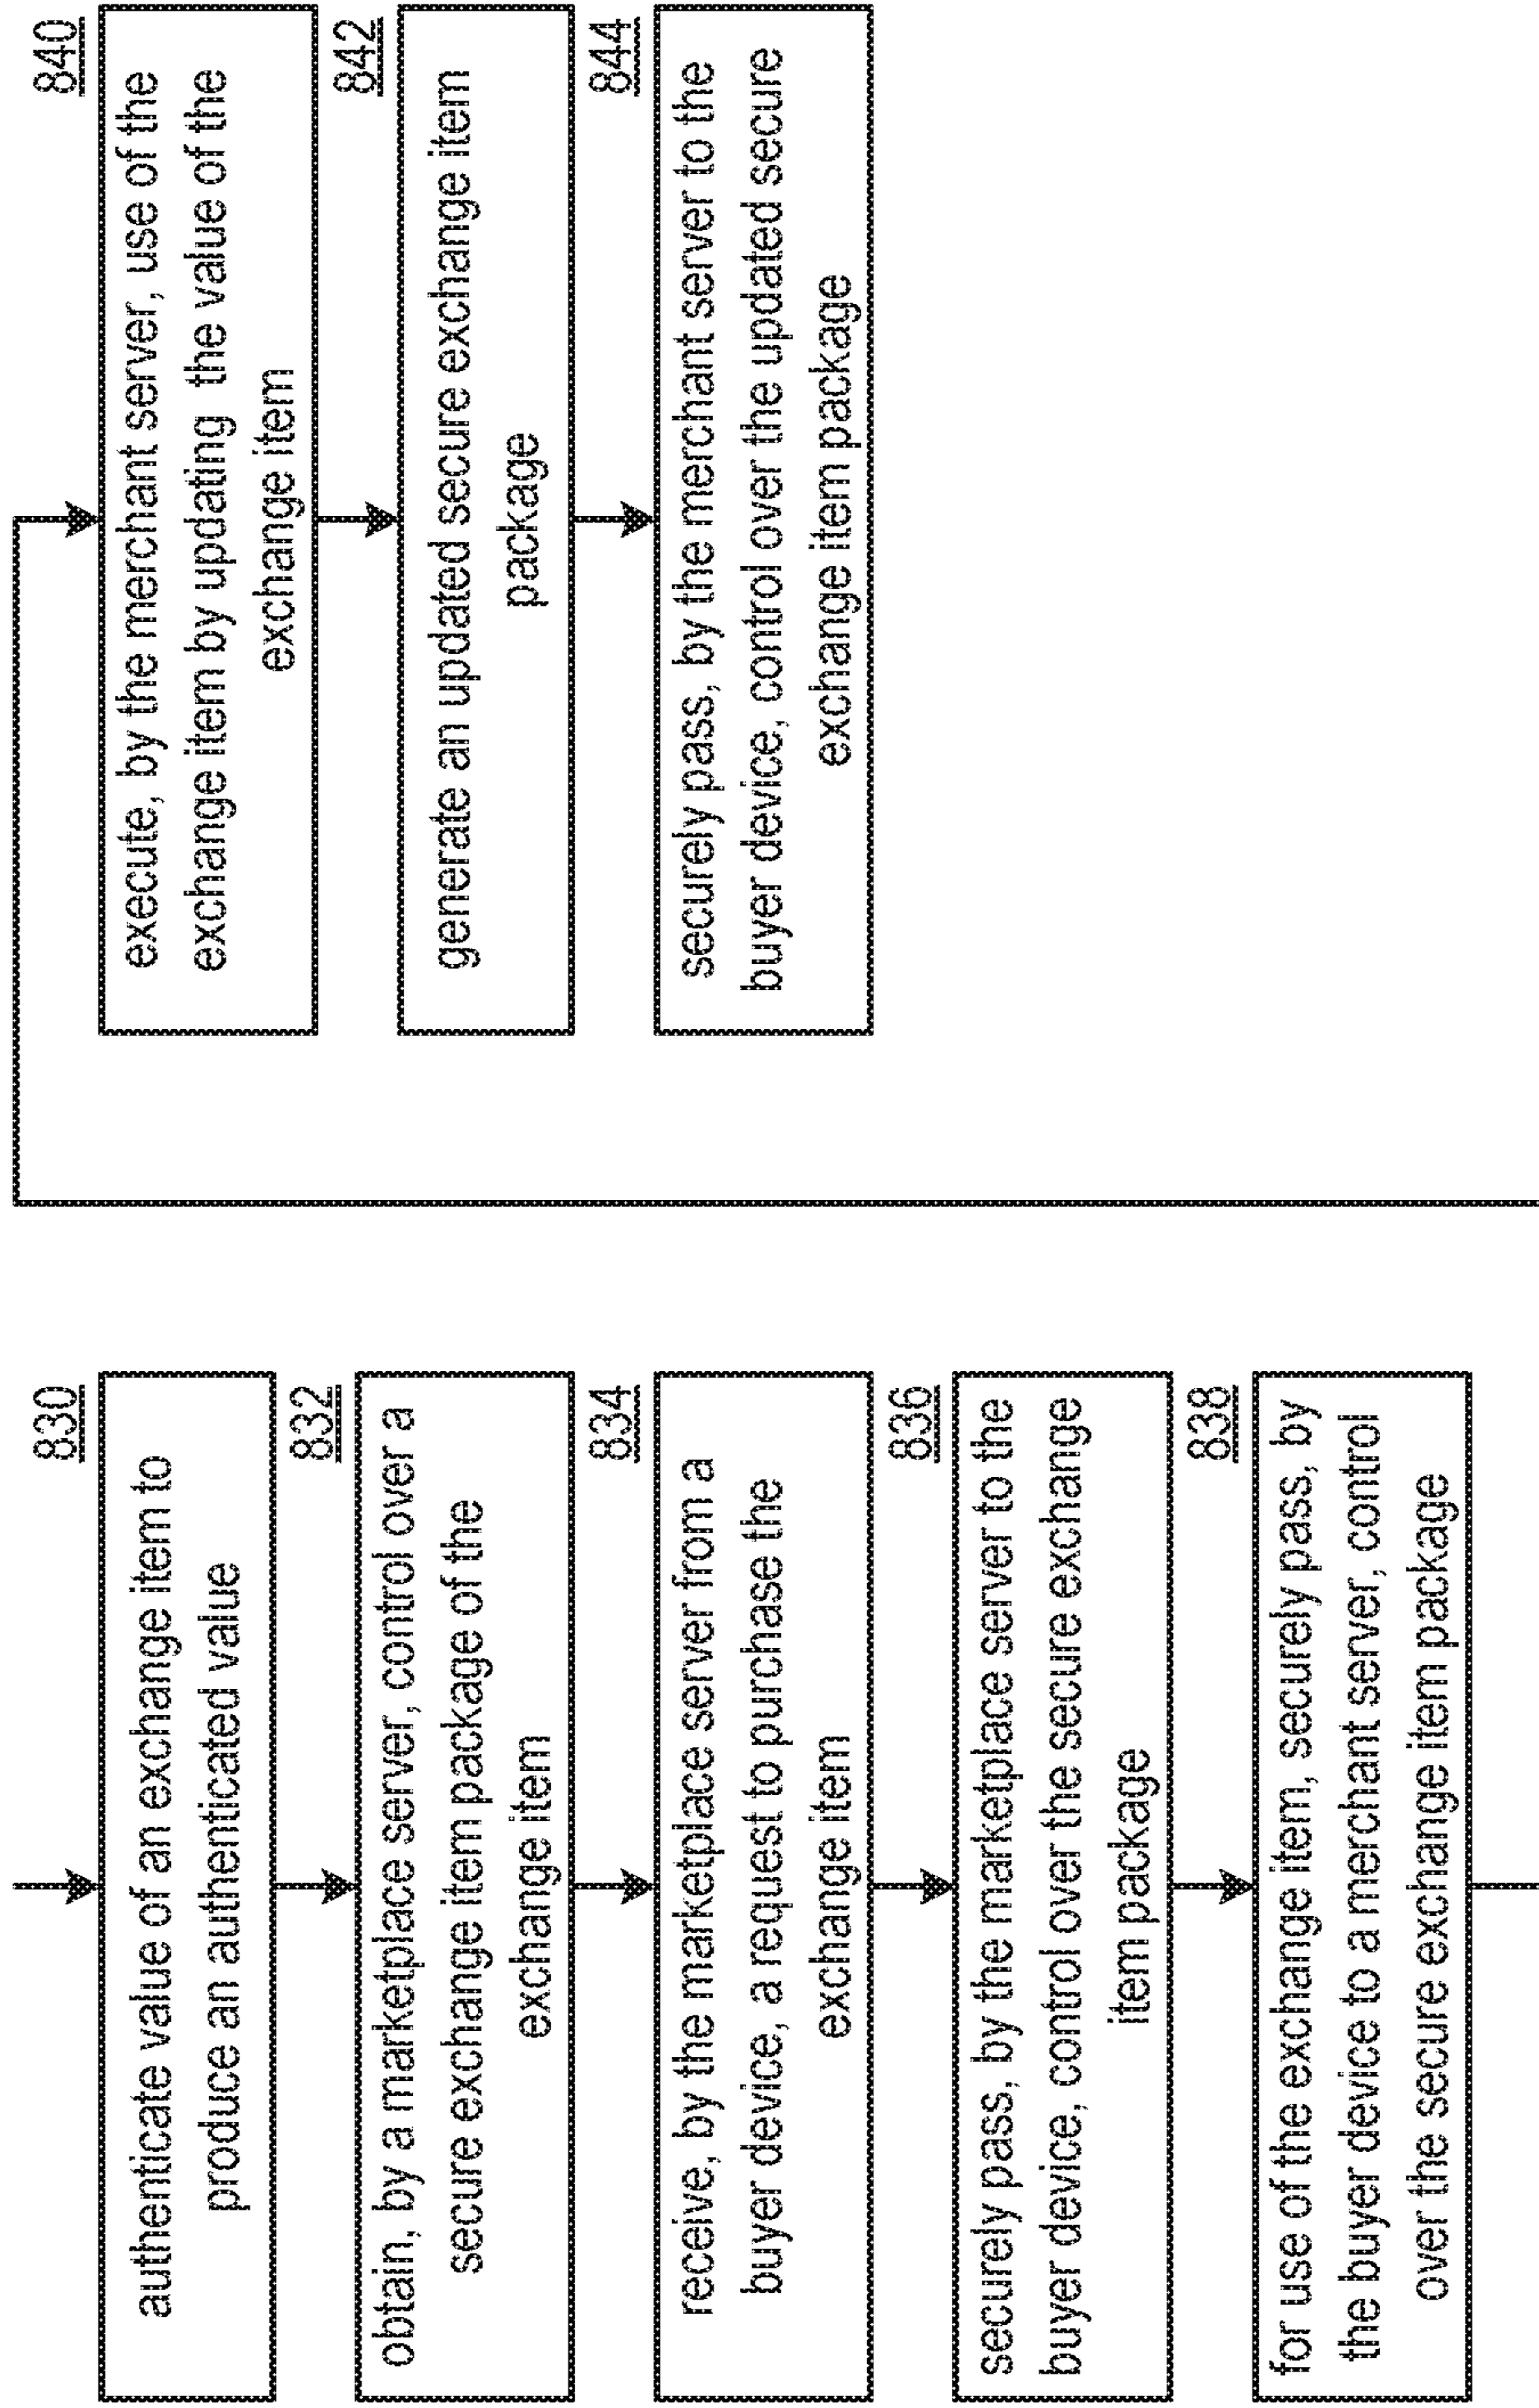 830
authenticate value of an exchange item to
produce an authenticated value
832
obtain, by a marketplace server, control over a
secure exchange item package of the
exchange item
834
receive, by the marketplace server from a
buyer device, a request to purchase the
exchange item
836
securely pass, by the marketplace server to the
buyer device, control over the secure exchange
item package
838
for use of the exchange item, securely pass, by
the buyer device to a merchant server, control
over the secure exchange item package
840
execute, by the merchant server, use of the
exchange item by updating the value of the
exchange item
842
generate an updated secure exchange item
package
844
securely pass, by the merchant server to the
buyer device, control over the updated secure
exchange item package